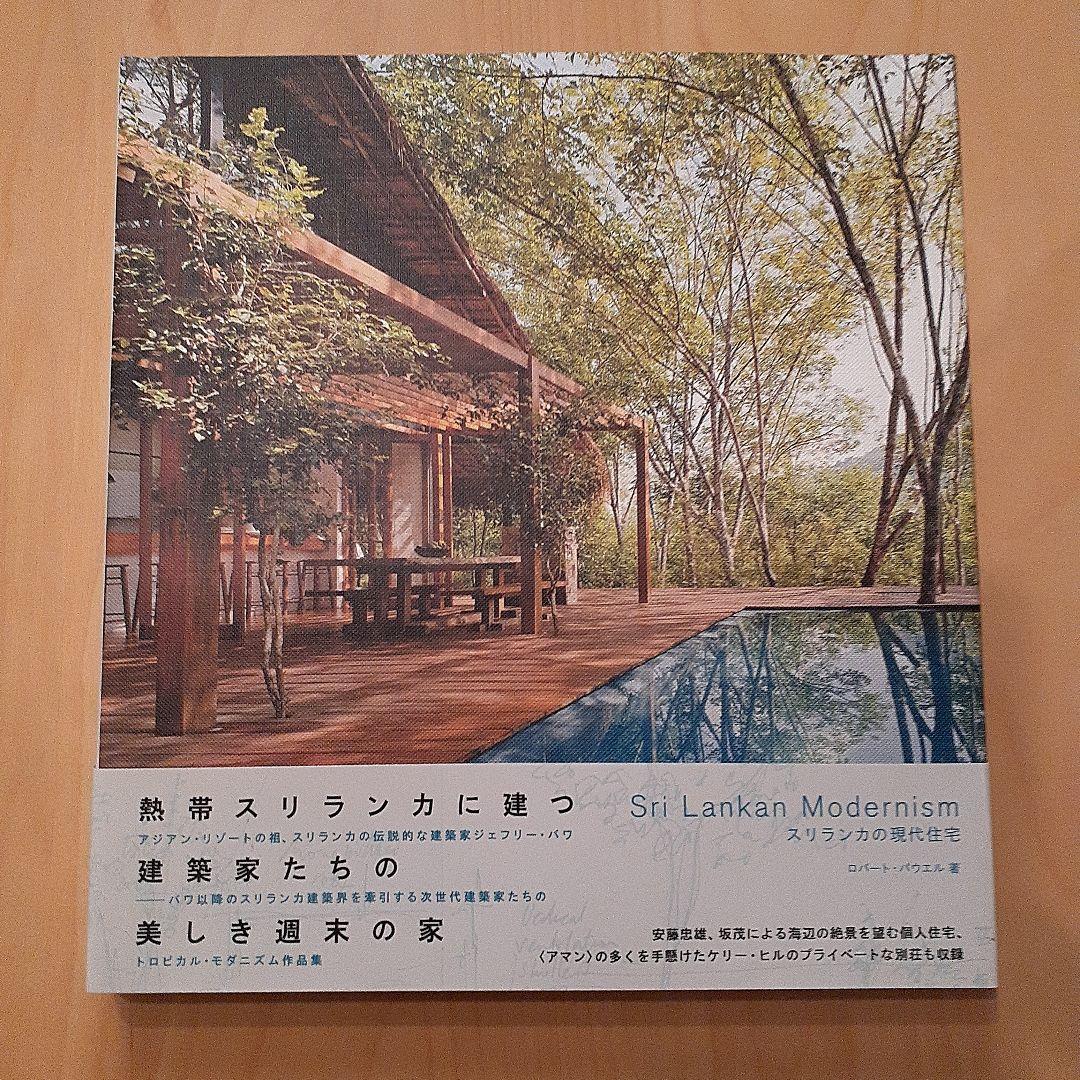 熱帯スリランカに建つ
アジアン・リゾートの祖、スリランカの伝説的な建築家ジェフリー・バワ
建築家たちの
——バワ以降のスリランカ建築界を牽引する次世代建築家たちの
美しき週末の家
トロピカル・モダニズム作品集
Sri Lankan Modernism
スリランカの現代住宅
ロバート・パウエル 著
安藤忠雄、坂茂による海辺の絶景を望む個人住宅、
〈アマン〉の多くを手懸けたケリー・ヒルのプライベートな別荘も収録